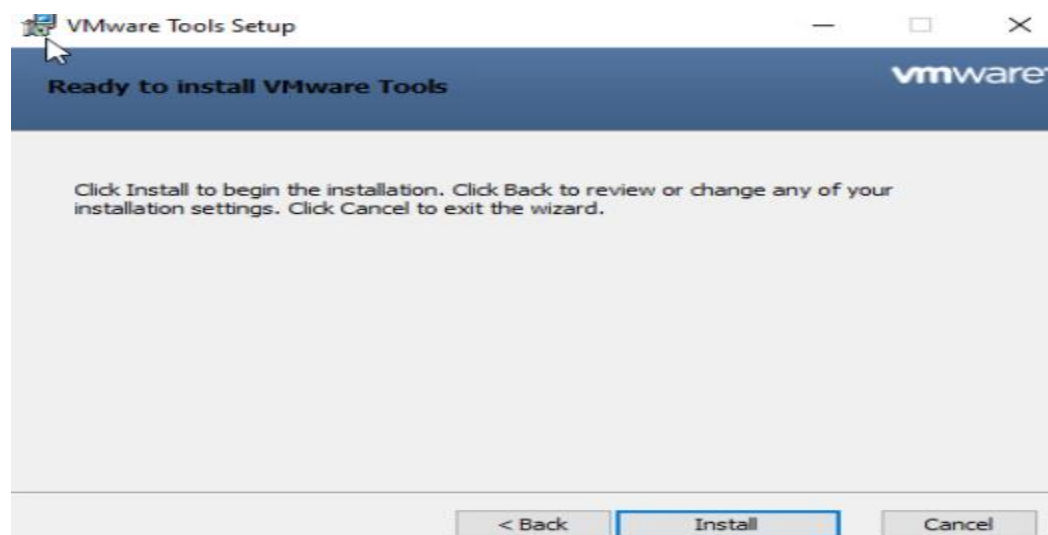 VMware Tools Setup
Ready to install VMware Tools
vmware
Click Install to begin the installation. Click Back to review or change any of your
installation settings. Click Cancel to exit the wizard.
< Back Install Cancel